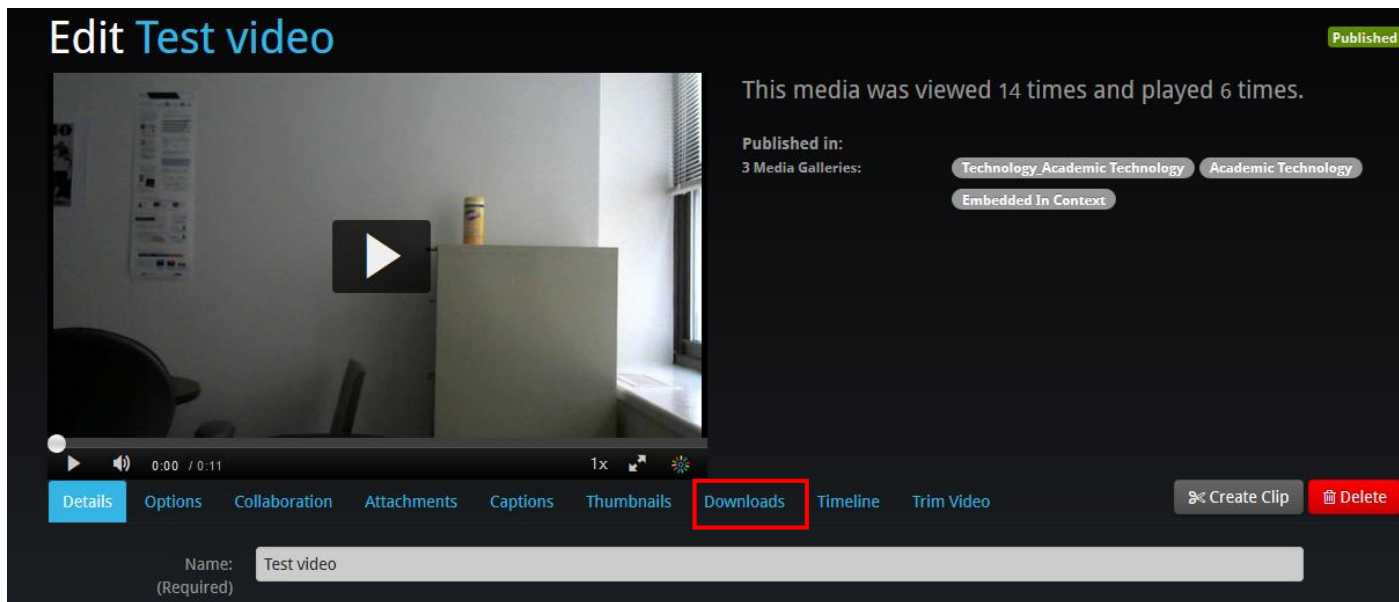 Edit Test video
Published
This media was viewed 14 times and played 6 times.
Published in:
3 Media Galleries:
Technology_Academic Technology
Academic Technology
Embedded In Context
0:00 / 0:11
1x
Details
Options
Collaboration
Attachments
Captions
Thumbnails
Downloads
Timeline
Trim Video
Create Clip
Delete
Name:
(Required)
Test video